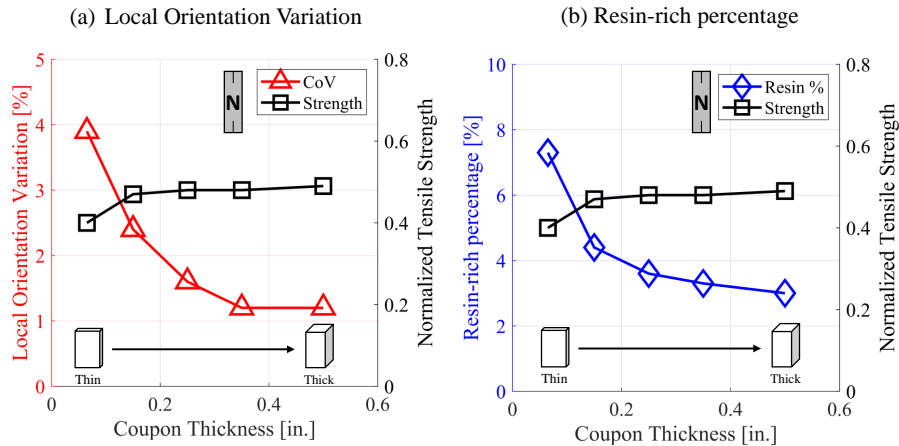 (a) Local Orientation Variation
5
4
3
2
1
0
Local Orientation Variation [%]
0.8
0.6
0.4
0.2
0
Normalized Tensile Strength
N
CoV
Strength
Thin
Thick
0
0.2
0.4
0.6
Coupon Thickness [in.]
(b) Resin-rich percentage
10
8
6
4
2
0
Resin-rich percentage [%]
0.8
0.6
0.4
0.2
0
Normalized Tensile Strength
N
Resin %
Strength
Thin
Thick
0
0.2
0.4
0.6
Coupon Thickness [in.]